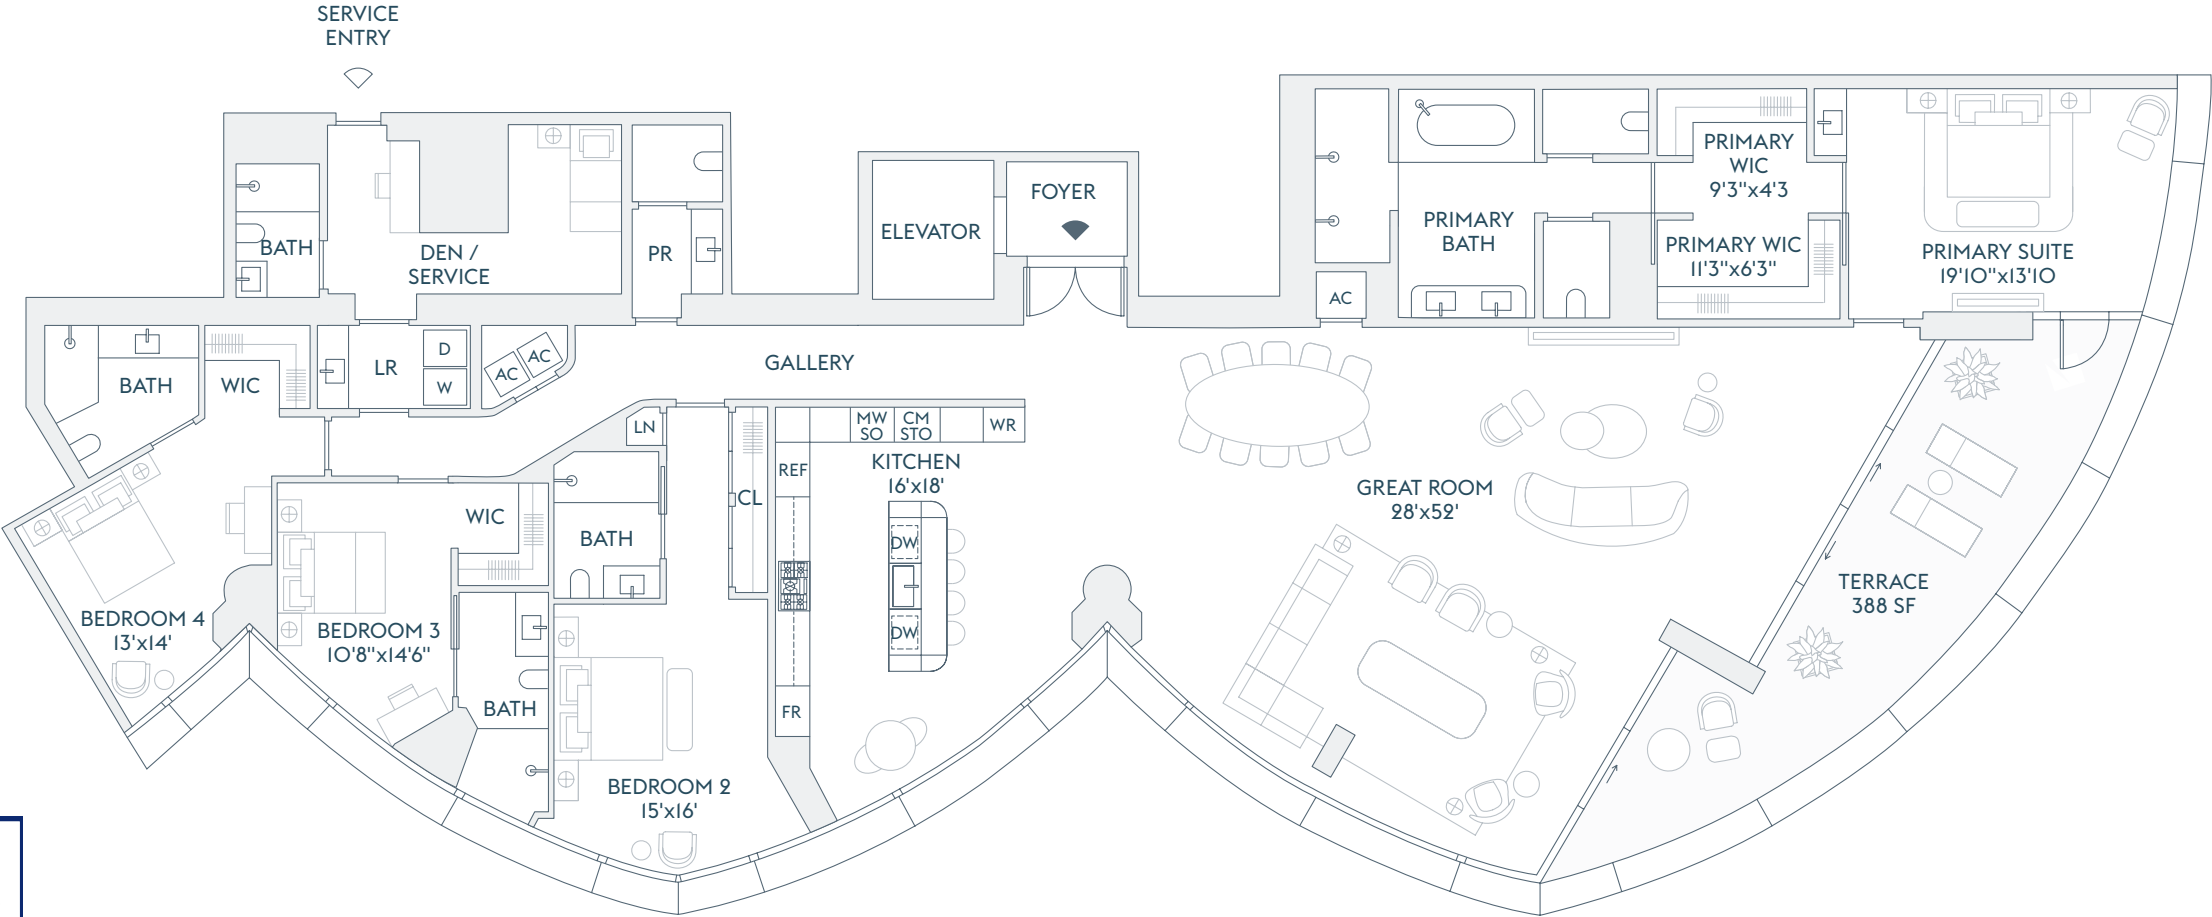 SERVICE
ENTRY
BATH
DEN /
SERVICE
PR
ELEVATOR
FOYER
PRIMARY
BATH
AC
PRIMARY
WIC
9'3"x4'3
PRIMARY WIC
11'3"x6'3"
PRIMARY SUITE
19'10"x13'10
BATH
WIC
LR
D
W
AC
AC
GALLERY
LN
CL
MW
SO
CM
STO
WR
REF
KITCHEN
16'x18'
DW
DW
FR
WIC
BATH
GREAT ROOM
28'x52'
TERRACE
388 SF
BEDROOM 4
13'x14'
BEDROOM 3
10'8"x14'6"
BATH
BEDROOM 2
15'x16'